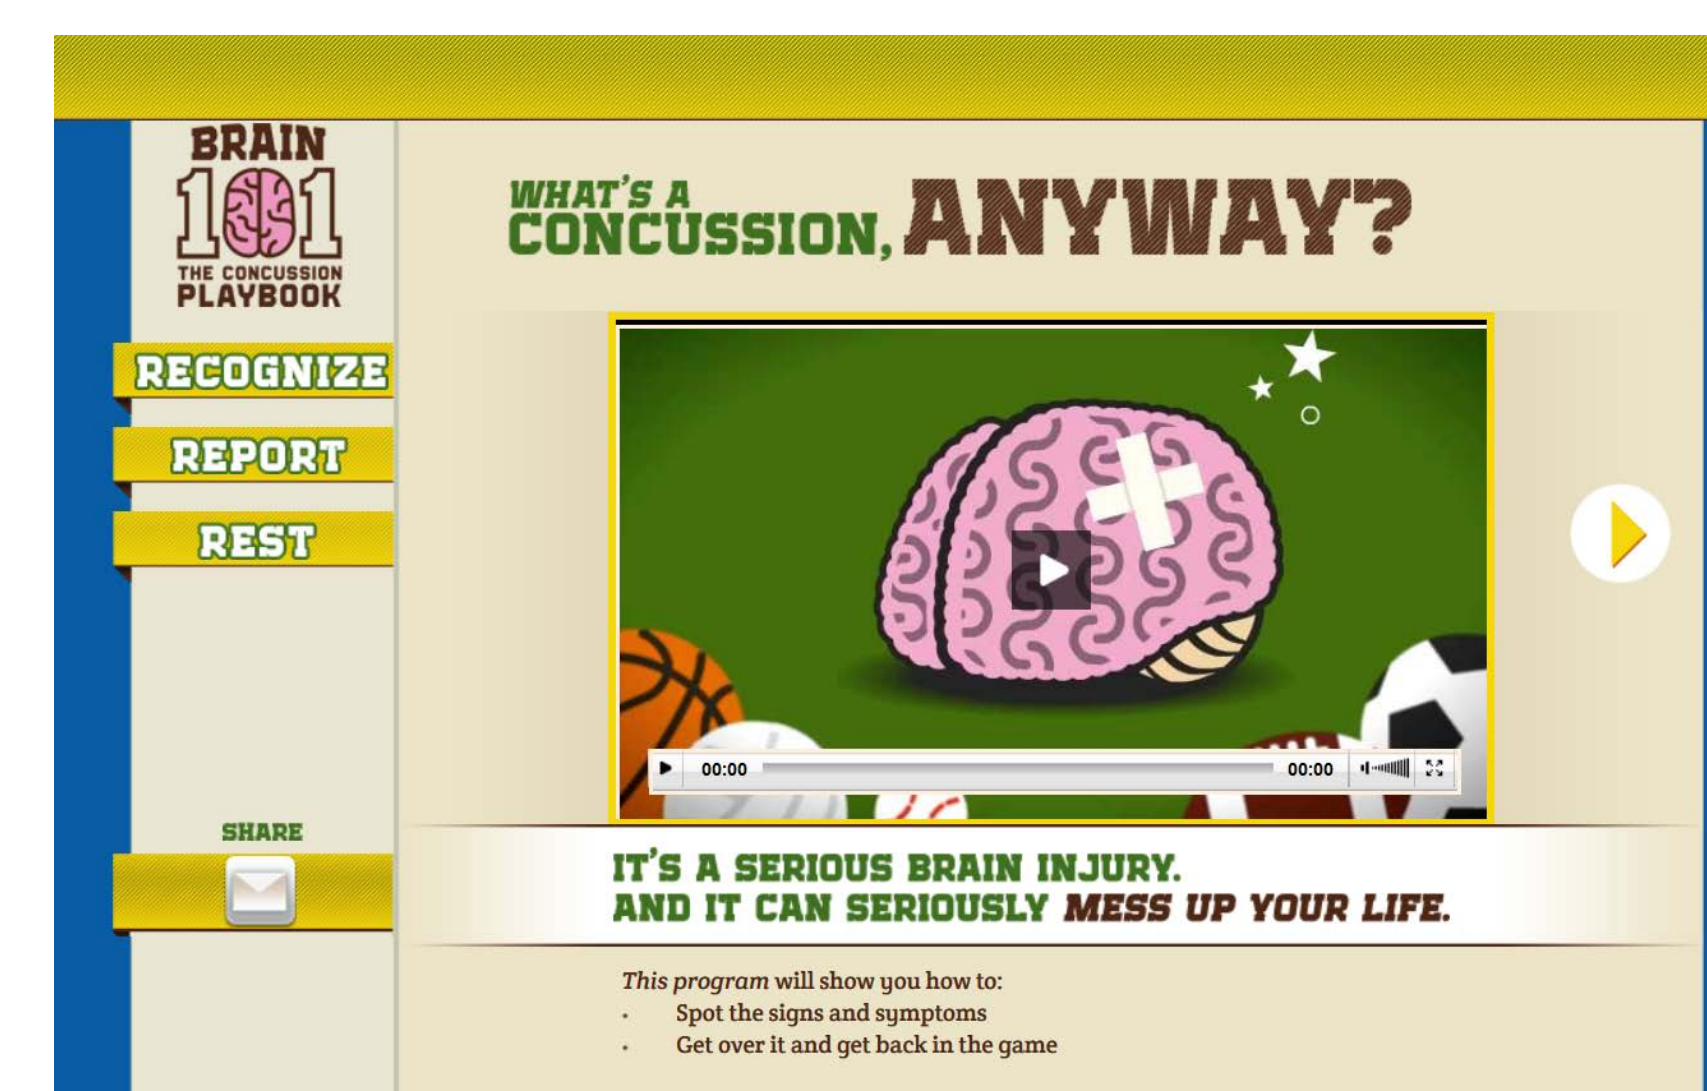 BRAIN
101
THE CONCUSSION
PLAYBOOK
RECOGNIZE
REPORT
REST
SHARE
WHAT'S A
CONCUSSION, ANYWAY?
00:00 00:00
IT'S A SERIOUS BRAIN INJURY.
AND IT CAN SERIOUSLY MESS UP YOUR LIFE.
This program will show you how to:
• Spot the signs and symptoms
• Get over it and get back in the game